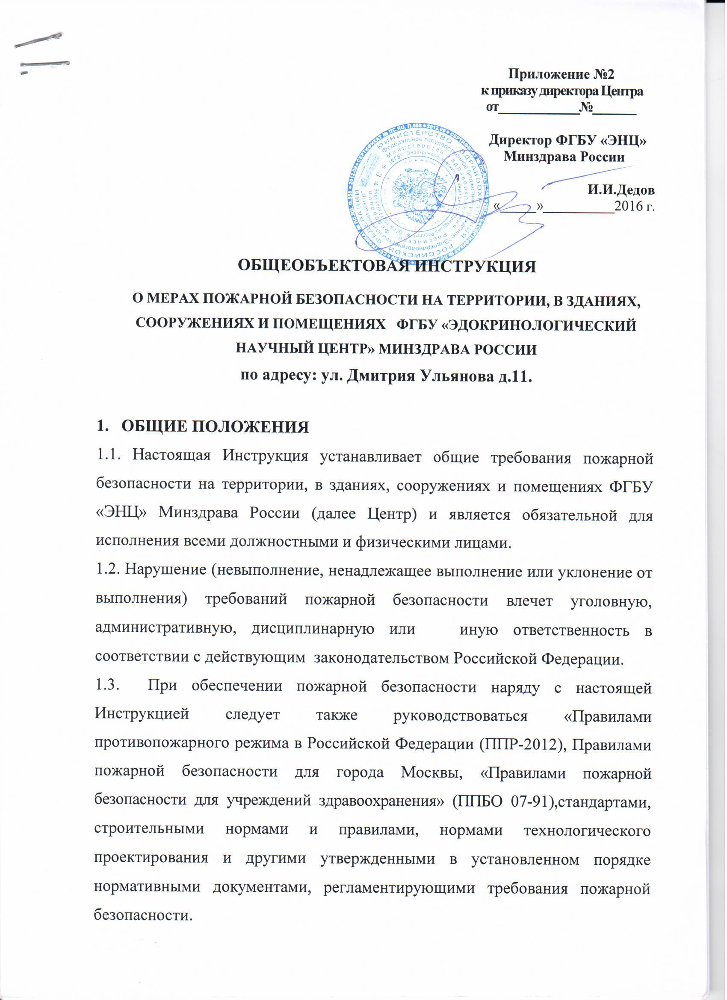 Приложение №2
к приказу директора Центра
от___________№______
Директор ФГБУ «ЭНЦ»
Минздрава России
И.И.Дедов
«_____»__________2016 г.
ОБЩЕОБЪЕКТОВАЯ ИНСТРУКЦИЯ
О МЕРАХ ПОЖАРНОЙ БЕЗОПАСНОСТИ НА ТЕРРИТОРИИ, В ЗДАНИЯХ,
СООРУЖЕНИЯХ И ПОМЕЩЕНИЯХ ФГБУ «ЭДОКРИНОЛОГИЧЕСКИЙ
НАУЧНЫЙ ЦЕНТР» МИНЗДРАВА РОССИИ
по адресу: ул. Дмитрия Ульянова д.11.
1. ОБЩИЕ ПОЛОЖЕНИЯ
1.1. Настоящая Инструкция устанавливает общие требования пожарной
безопасности на территории, в зданиях, сооружениях и помещениях ФГБУ
«ЭНЦ» Минздрава России (далее Центр) и является обязательной для
исполнения всеми должностными и физическими лицами.
1.2. Нарушение (невыполнение, ненадлежащее выполнение или уклонение от
выполнения) требований пожарной безопасности влечет уголовную,
административную, дисциплинарную или иную ответственность в
соответствии с действующим законодательством Российской Федерации.
1.3. При обеспечении пожарной безопасности наряду с настоящей
Инструкцией следует также руководствоваться «Правилами
противопожарного режима в Российской Федерации (ППР-2012), Правилами
пожарной безопасности для города Москвы, «Правилами пожарной
безопасности для учреждений здравоохранения» (ППБО 07-91),стандартами,
строительными нормами и правилами, нормами технологического
проектирования и другими утвержденными в установленном порядке
нормативными документами, регламентирующими требования пожарной
безопасности.
МИНИСТЕРСТВО ЗДРАВООХРАНЕНИЯ РОССИЙСКОЙ ФЕДЕРАЦИИ